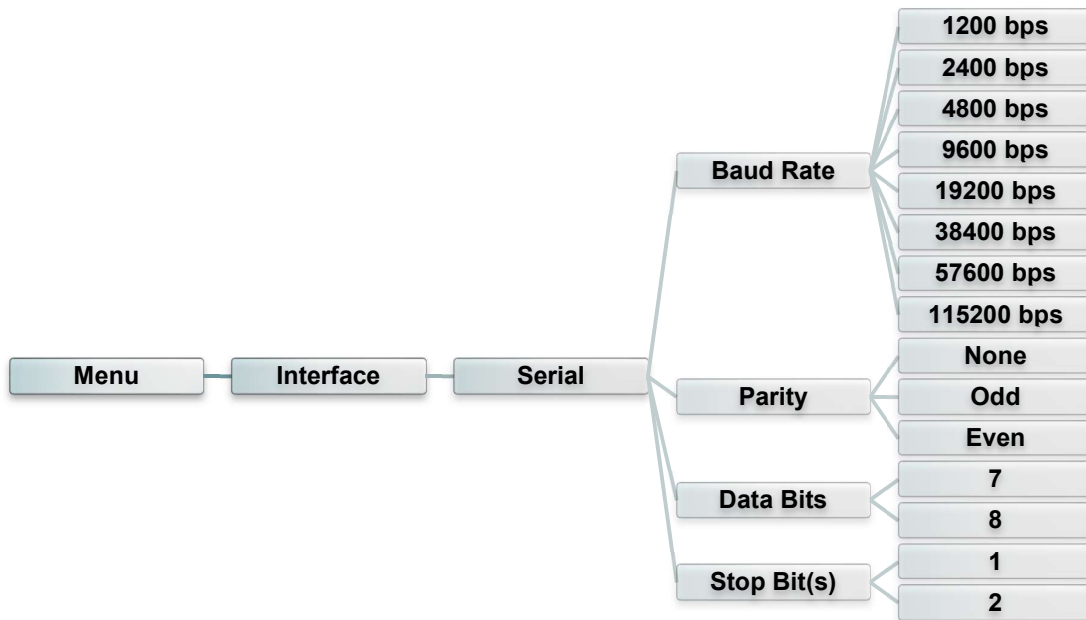 Menu
Interface
Serial
Baud Rate
1200 bps
2400 bps
4800 bps
9600 bps
19200 bps
38400 bps
57600 bps
115200 bps
Parity
None
Odd
Even
Data Bits
7
8
Stop Bit(s)
1
2